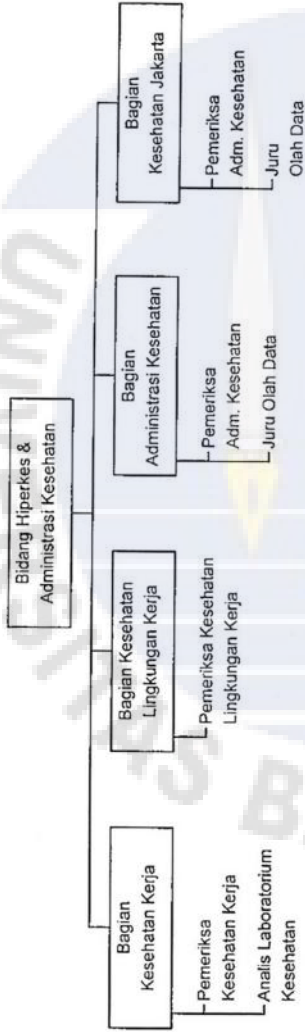 Bidang Hiperkes &
Administrasi Kesehatan
Bagian
Kesehatan Kerja
Pemeriksa
Kesehatan Kerja
Analis Laboratorium
Kesehatan
Bagian Kesehatan
Lingkungan Kerja
Pemeriksa Kesehatan
Lingkungan Kerja
Bagian
Administrasi Kesehatan
Pemeriksa
Adm. Kesehatan
Juru Olah Data
Bagian
Kesehatan Jakarta
Pemeriksa
Adm. Kesehatan
Juru
Olah Data